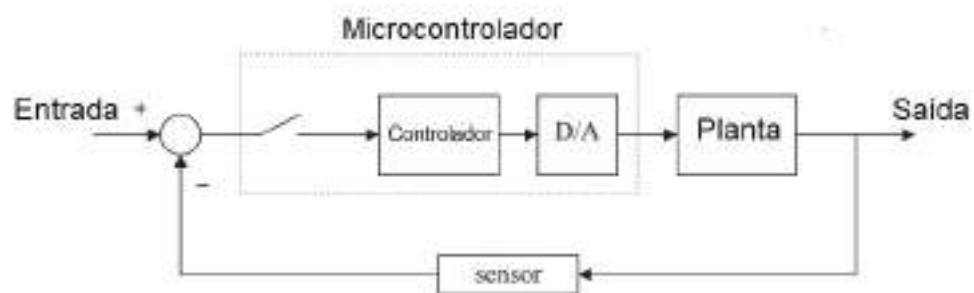 Microcontrolador
Entrada +
Saída
Controlador
D/A
Planta
−
sensor